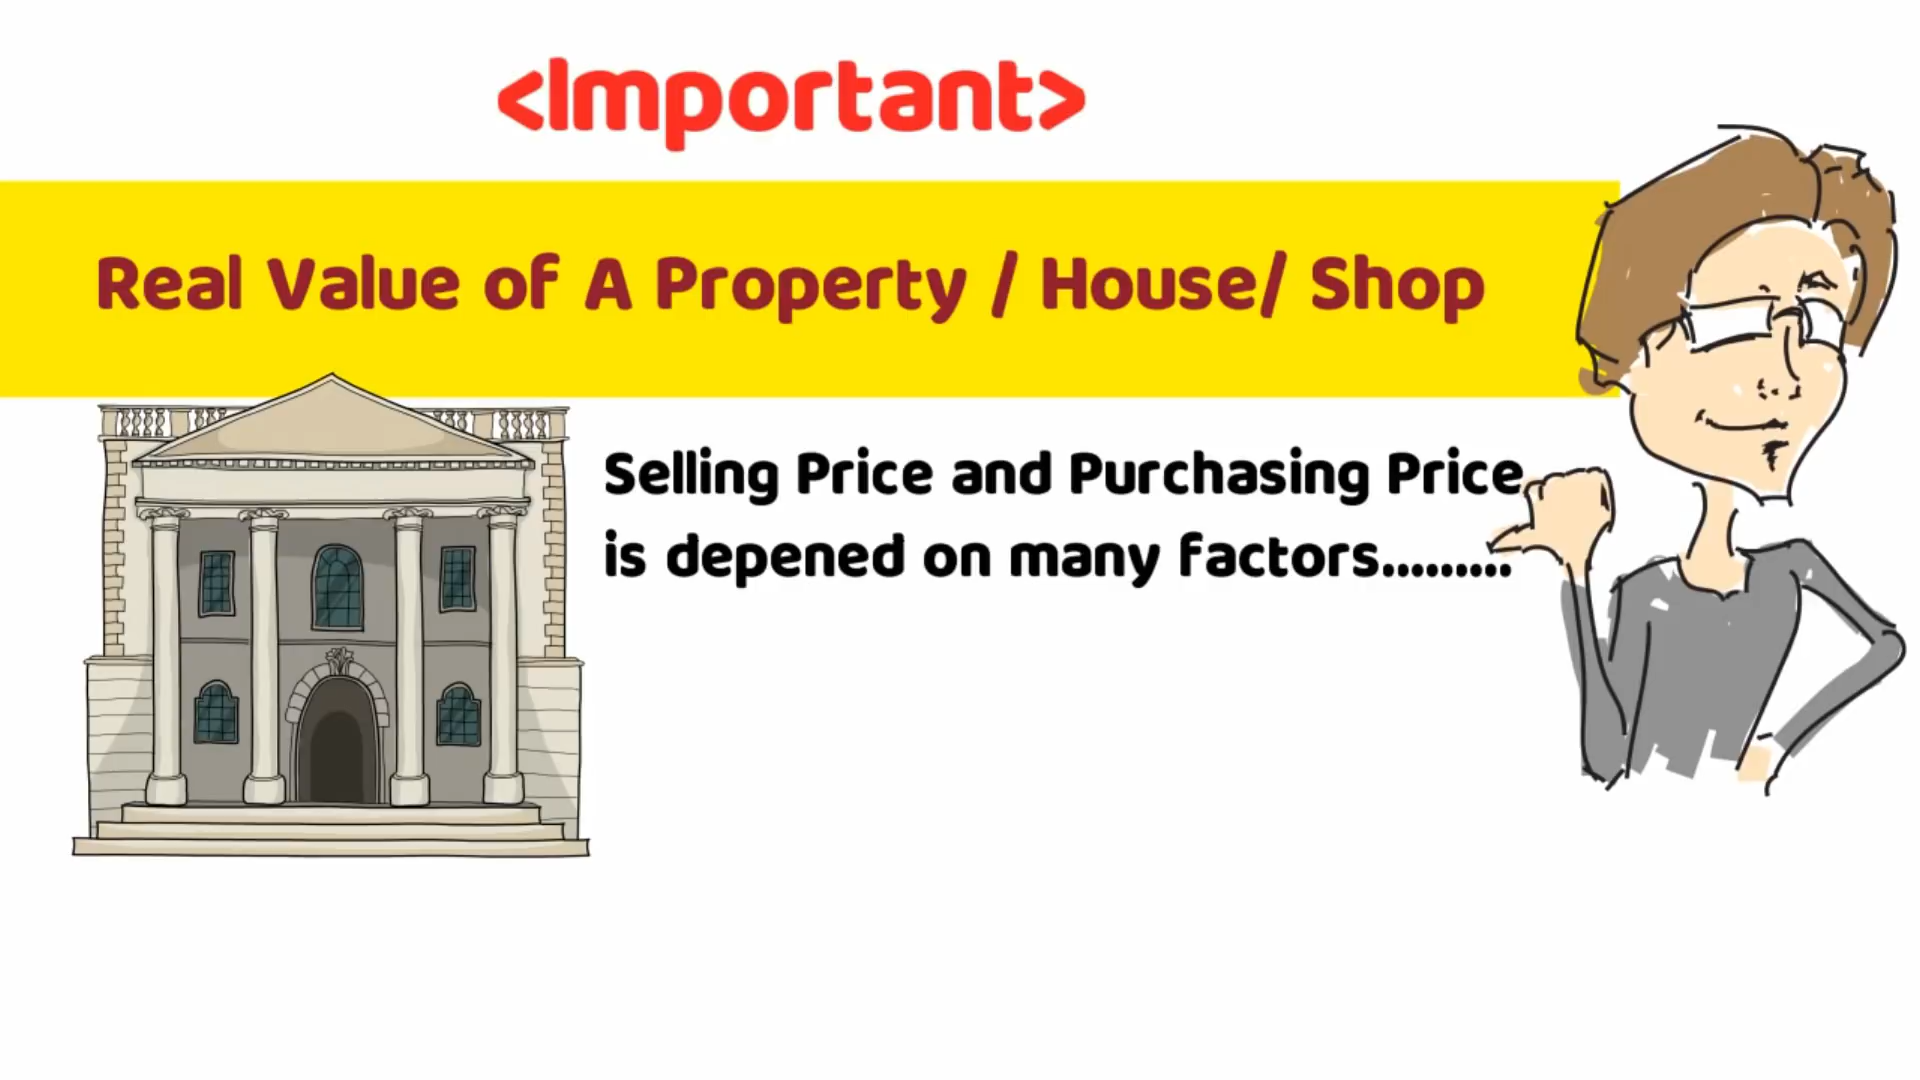 <Important>
Real Value of A Property / House/ Shop
Selling Price and Purchasing Price
is depened on many factors.........